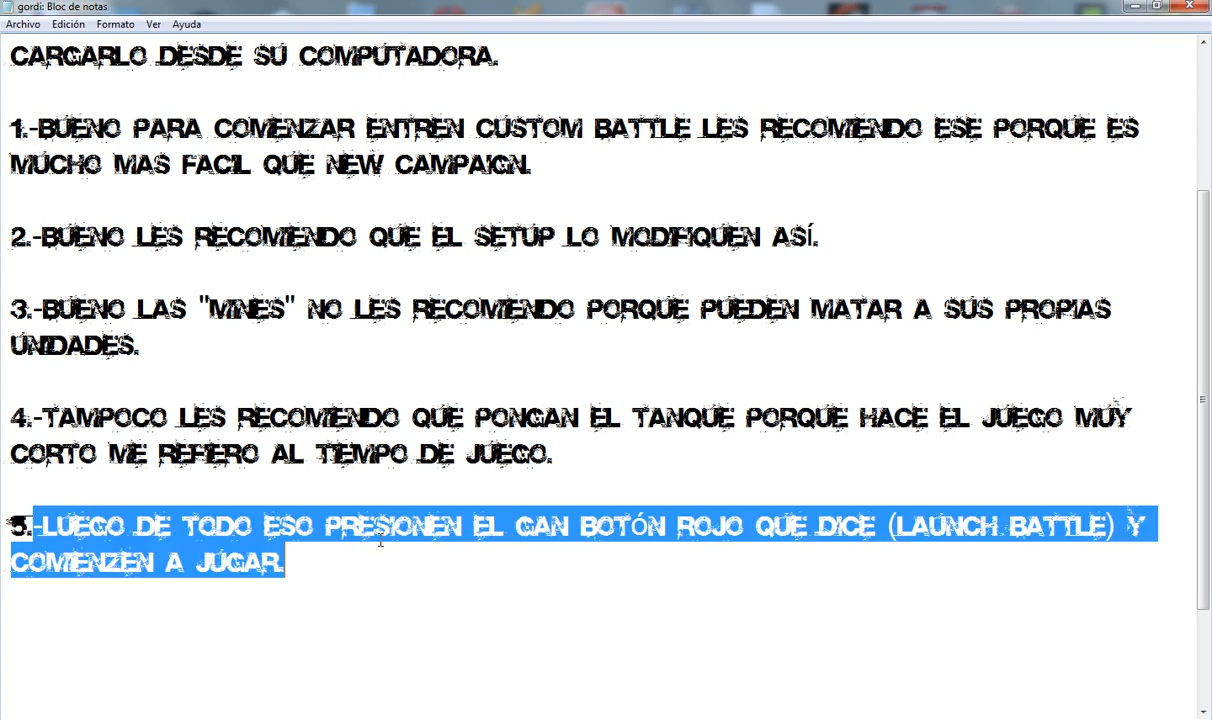 gordi: Bloc de notas
Archivo Edición Formato Ver Ayuda
CARGARLO DESDE SU COMPUTADORA.
1.-BUENO PARA COMENZAR ENTREN CUSTOM BATTLE LES RECOMIENDO ESE PORQUE ES
MUCHO MAS FACIL QUE NEW CAMPAIGN.
2.-BUENO LES RECOMIENDO QUE EL SETUP LO MODIFIQUEN ASÍ.
3.-BUENO LAS "MINES" NO LES RECOMIENDO PORQUE PUEDEN MATAR A SUS PROPIAS
UNIDADES.
4.-TAMPOCO LES RECOMIENDO QUE PONGAN EL TANQUE PORQUE HACE EL JUEGO MUY
CORTO ME REFIERO AL TIEMPO DE JUEGO.
5.-LUEGO DE TODO ESO PRESIONEN EL GAN BOTÓN ROJO QUE DICE (LAUNCH BATTLE) Y
COMIENZEN A JUGAR.